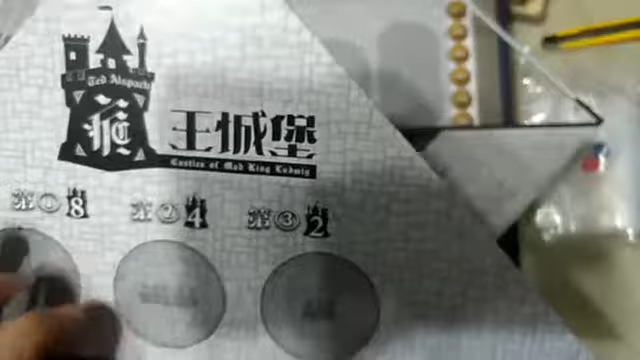 Ted Alspach
王城堡
Castles of Mad King Ludwig
第①8
第②4
第③2